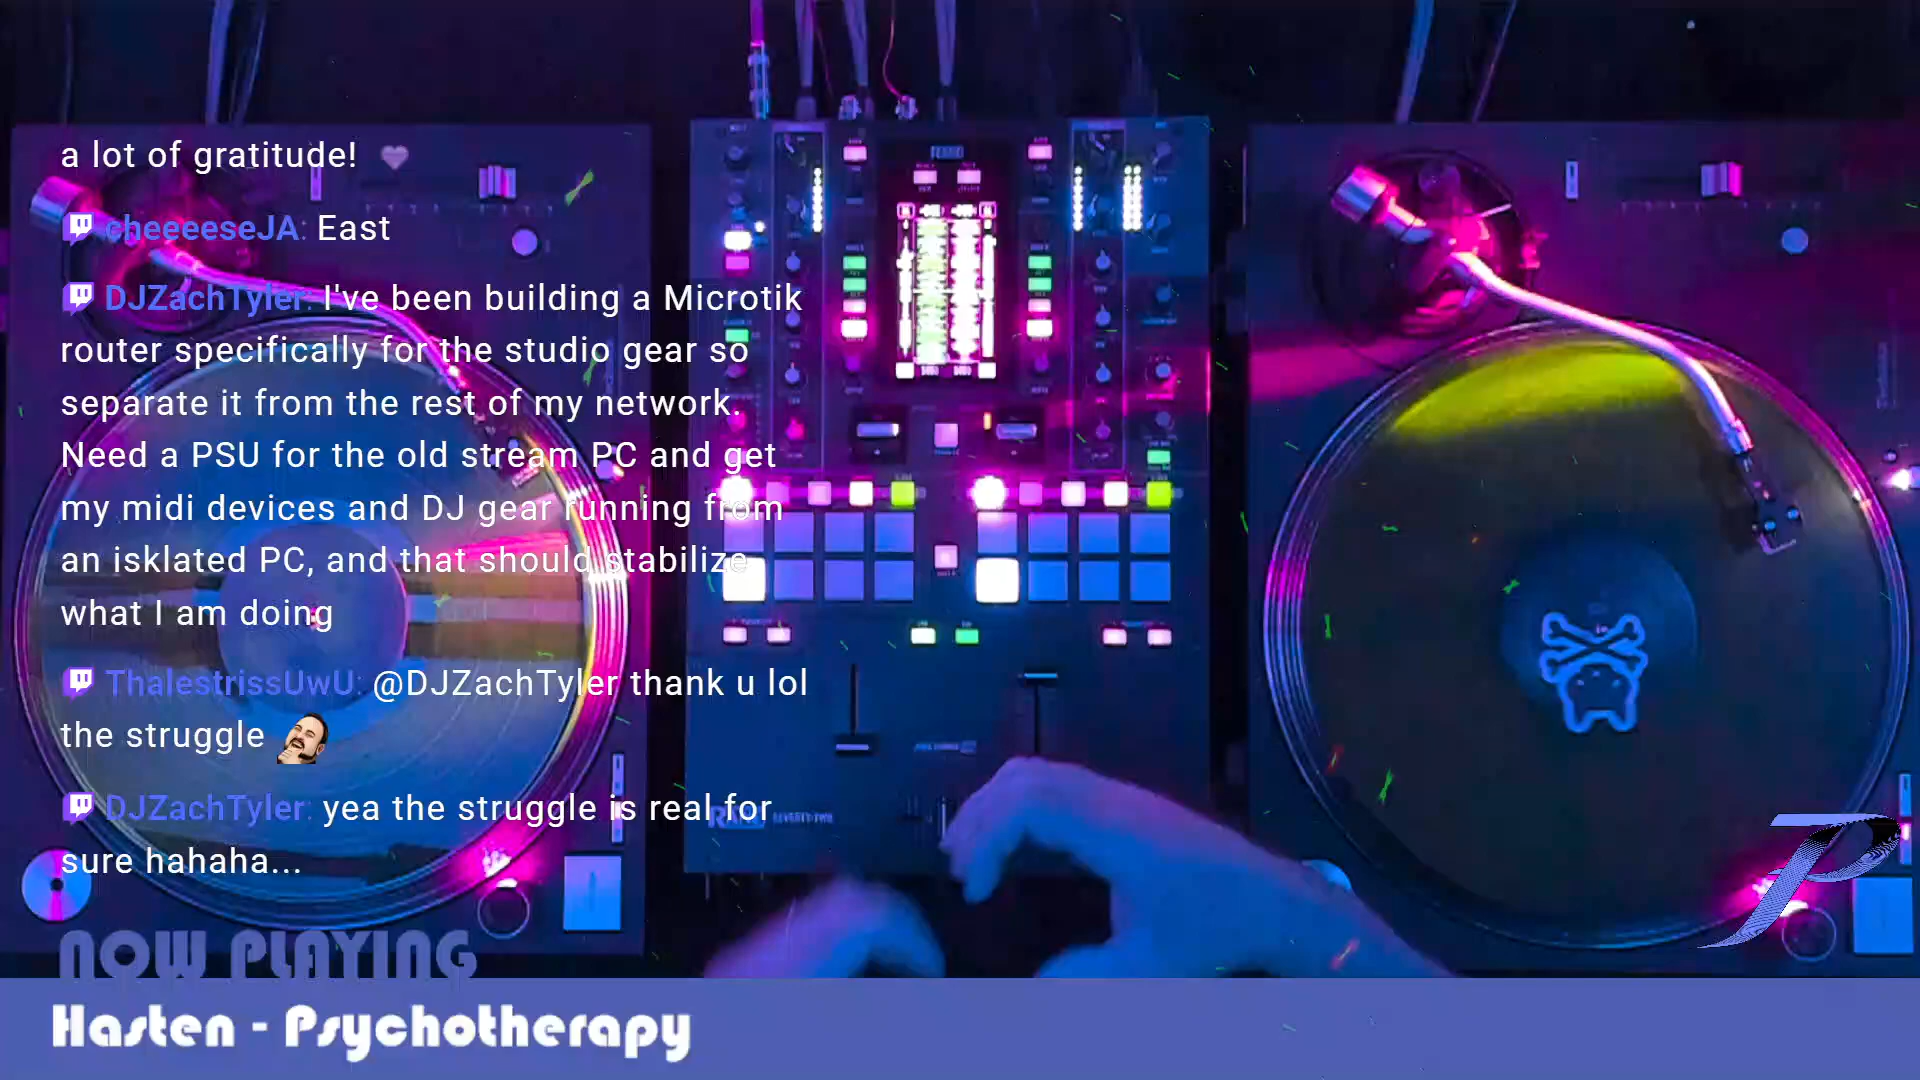 a lot of gratitude!
cheeeeseJA: East
DJZachTyler: I've been building a Microtik
router specifically for the studio gear so
separate it from the rest of my network.
Need a PSU for the old stream PC and get
my midi devices and DJ gear running from
an isklated PC, and that should stabilize
what I am doing
ThalestrissUwU: @DJZachTyler thank u lol
the struggle
DJZachTyler: yea the struggle is real for
sure hahaha...
RANE SEVENTY-TWO
P
NOW PLAYING
Hasten - Psychotherapy